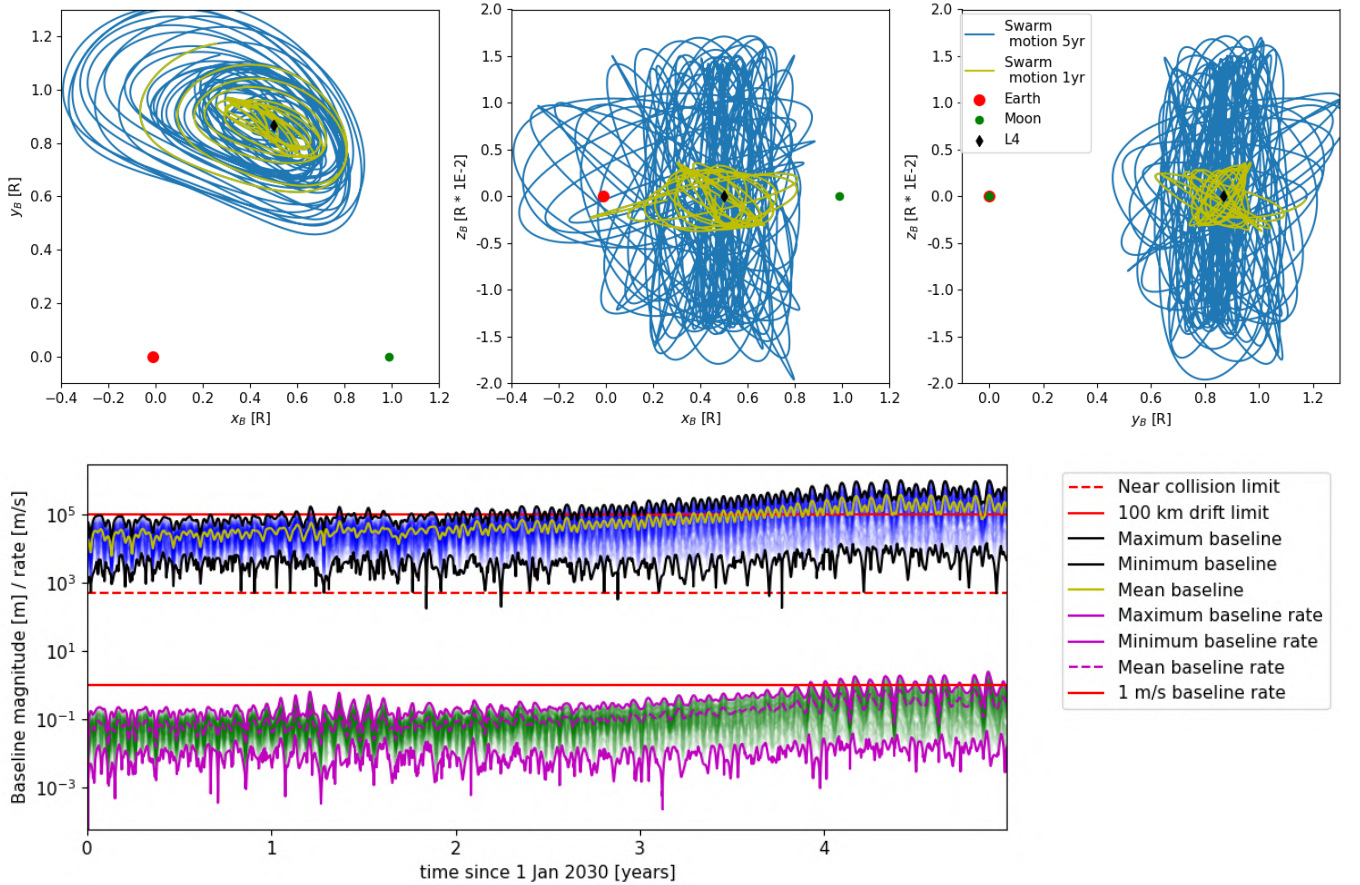 1.2
1.0
0.8
0.6
0.4
0.2
0.0
y_B [R]
−0.4 −0.2 0.0 0.2 0.4 0.6 0.8 1.0 1.2
x_B [R]
2.0
1.5
1.0
0.5
0.0
-0.5
-1.0
-1.5
-2.0
z_B [R * 1E-2]
−0.4 −0.2 0.0 0.2 0.4 0.6 0.8 1.0 1.2
x_B [R]
2.0
1.5
1.0
0.5
0.0
-0.5
-1.0
-1.5
-2.0
z_B [R * 1E-2]
0.0 0.2 0.4 0.6 0.8 1.0 1.2
y_B [R]
Swarm
motion 5yr
Swarm
motion 1yr
Earth
Moon
L4
Baseline magnitude [m] / rate [m/s]
10^5
10^3
10^1
10^−1
10^−3
0 1 2 3 4
time since 1 Jan 2030 [years]
Near collision limit
100 km drift limit
Maximum baseline
Minimum baseline
Mean baseline
Maximum baseline rate
Minimum baseline rate
Mean baseline rate
1 m/s baseline rate